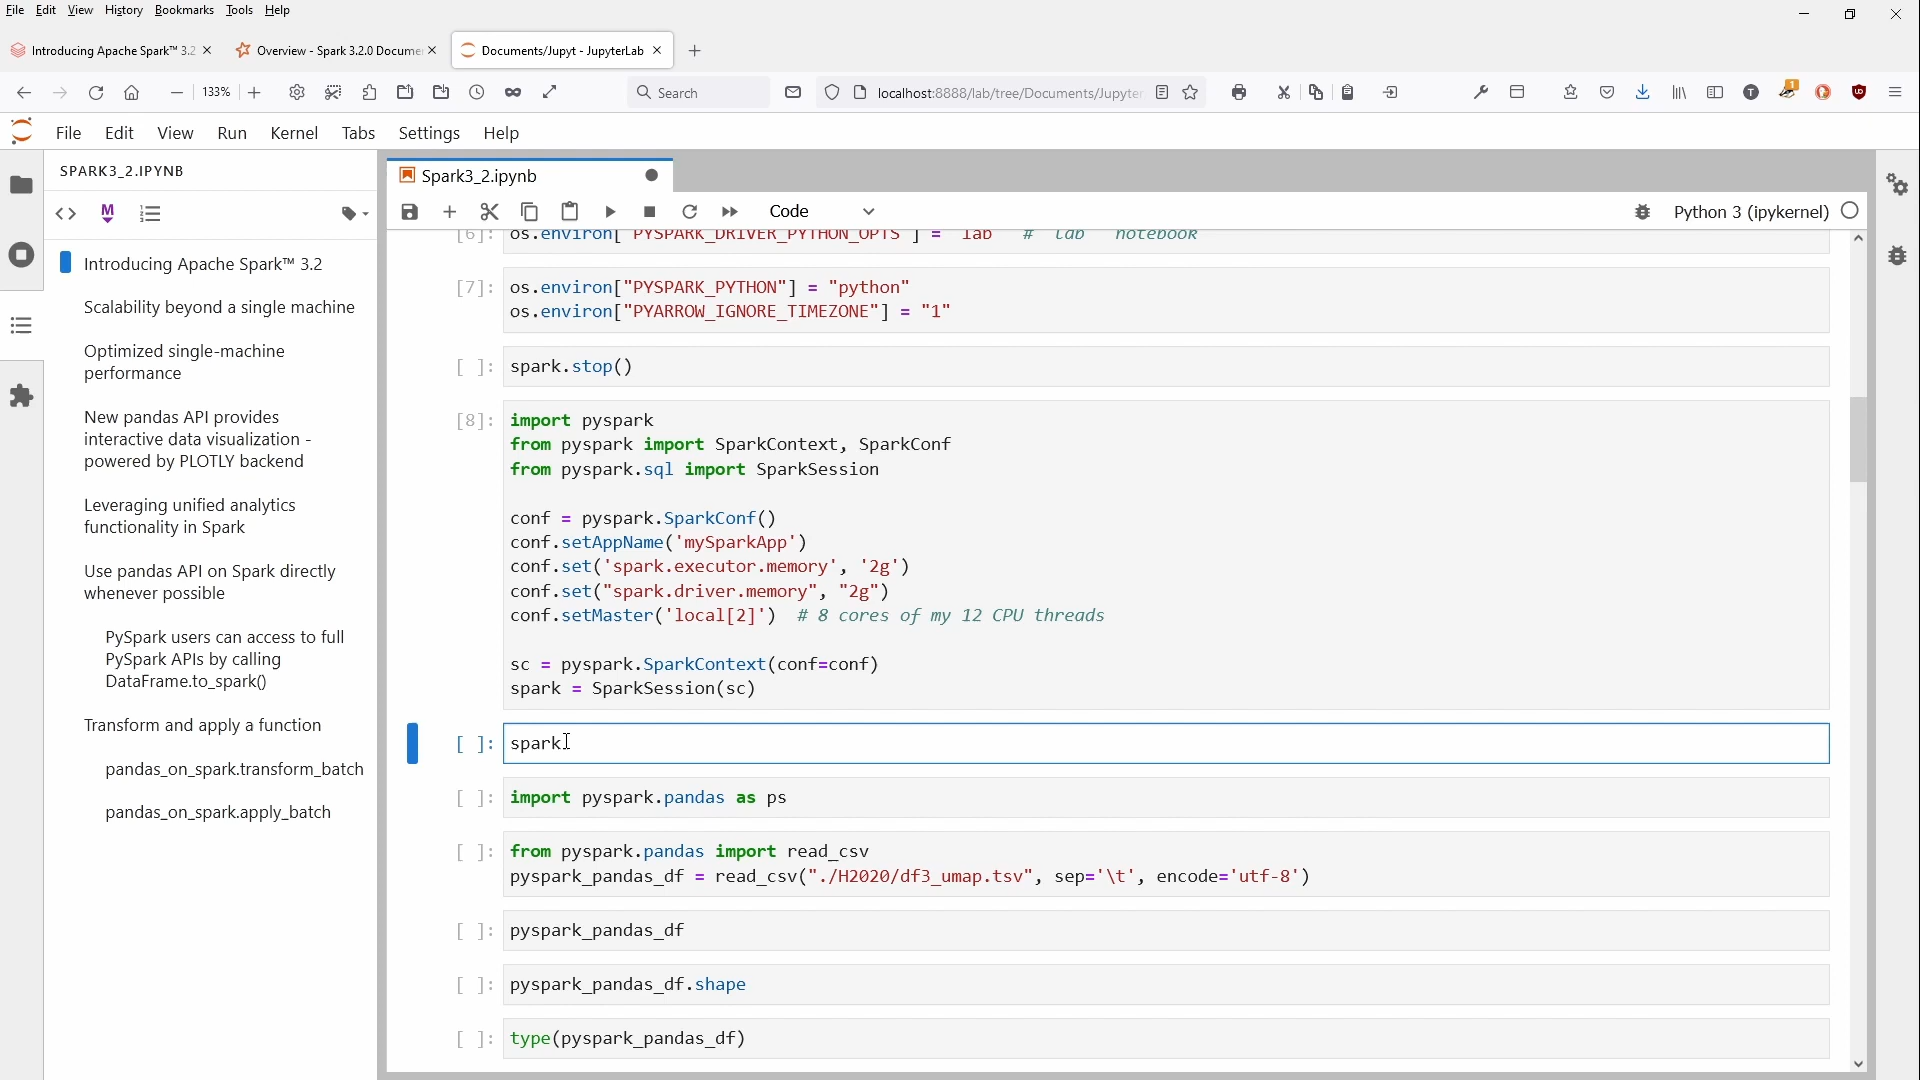 File Edit View History Bookmarks Tools Help
Introducing Apache Spark™ 3.2
Overview - Spark 3.2.0 Docume
Documents/Jupyt - JupyterLab
133%
Search
localhost:8888/lab/tree/Documents/Jupyter
File Edit View Run Kernel Tabs Settings Help
SPARK3_2.IPYNB
M
Introducing Apache Spark™ 3.2
Scalability beyond a single machine
Optimized single-machine
performance
New pandas API provides
interactive data visualization -
powered by PLOTLY backend
Leveraging unified analytics
functionality in Spark
Use pandas API on Spark directly
whenever possible
PySpark users can access to full
PySpark APIs by calling
DataFrame.to_spark()
Transform and apply a function
pandas_on_spark.transform_batch
pandas_on_spark.apply_batch
Spark3_2.ipynb
Code
Python 3 (ipykernel)
[6]: os.environ["PYSPARK_DRIVER_PYTHON_OPTS"] = "lab" # "lab" "notebook"
[7]: os.environ["PYSPARK_PYTHON"] = "python"
os.environ["PYARROW_IGNORE_TIMEZONE"] = "1"
[ ]: spark.stop()
[8]: import pyspark
from pyspark import SparkContext, SparkConf
from pyspark.sql import SparkSession
conf = pyspark.SparkConf()
conf.setAppName('mySparkApp')
conf.set('spark.executor.memory', '2g')
conf.set("spark.driver.memory", "2g")
conf.setMaster('local[2]') # 8 cores of my 12 CPU threads
sc = pyspark.SparkContext(conf=conf)
spark = SparkSession(sc)
[ ]: spark
[ ]: import pyspark.pandas as ps
[ ]: from pyspark.pandas import read_csv
pyspark_pandas_df = read_csv("./H2020/df3_umap.tsv", sep='\t', encode='utf-8')
[ ]: pyspark_pandas_df
[ ]: pyspark_pandas_df.shape
[ ]: type(pyspark_pandas_df)